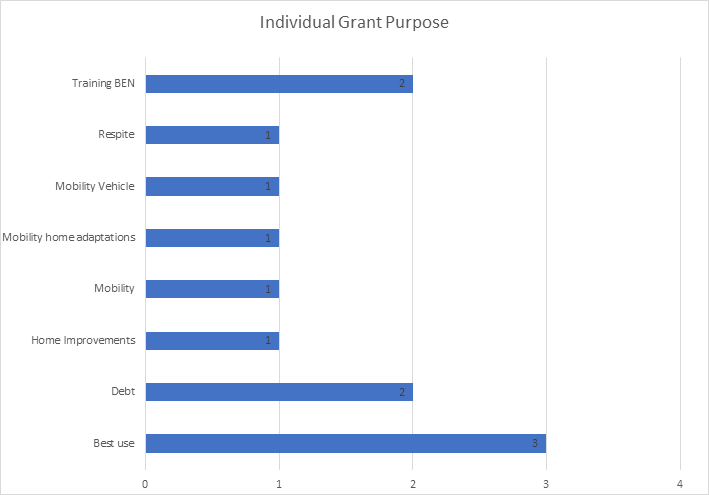 Individual Grant Purpose
Training BEN
2
Respite
1
Mobility Vehicle
1
Mobility home adaptations
1
Mobility
1
Home Improvements
1
Debt
2
Best use
3
0 1 2 3 4